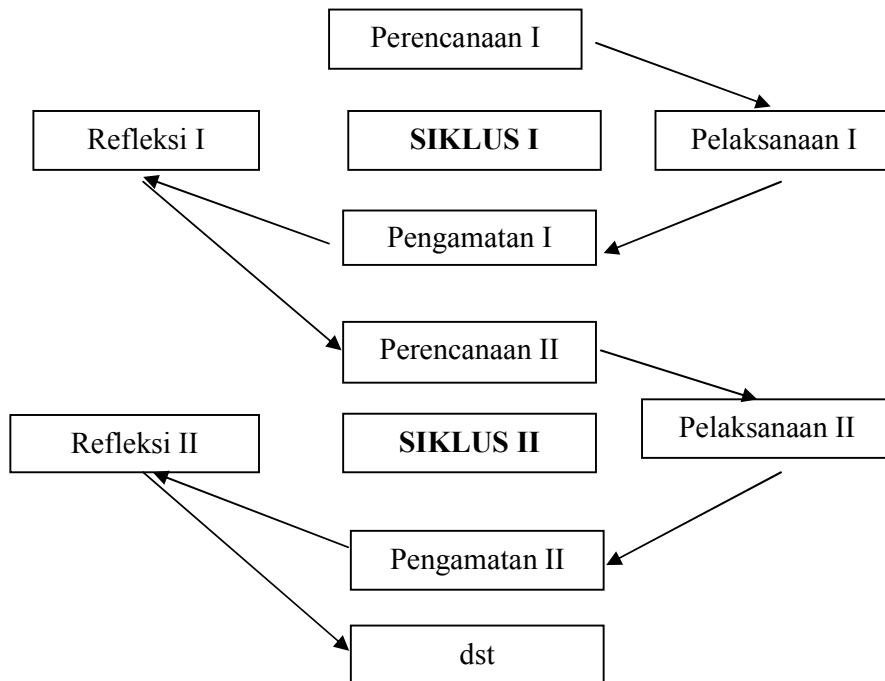 Perencanaan I
Refleksi I
SIKLUS I
Pelaksanaan I
Pengamatan I
Perencanaan II
Refleksi II
SIKLUS II
Pelaksanaan II
Pengamatan II
dst